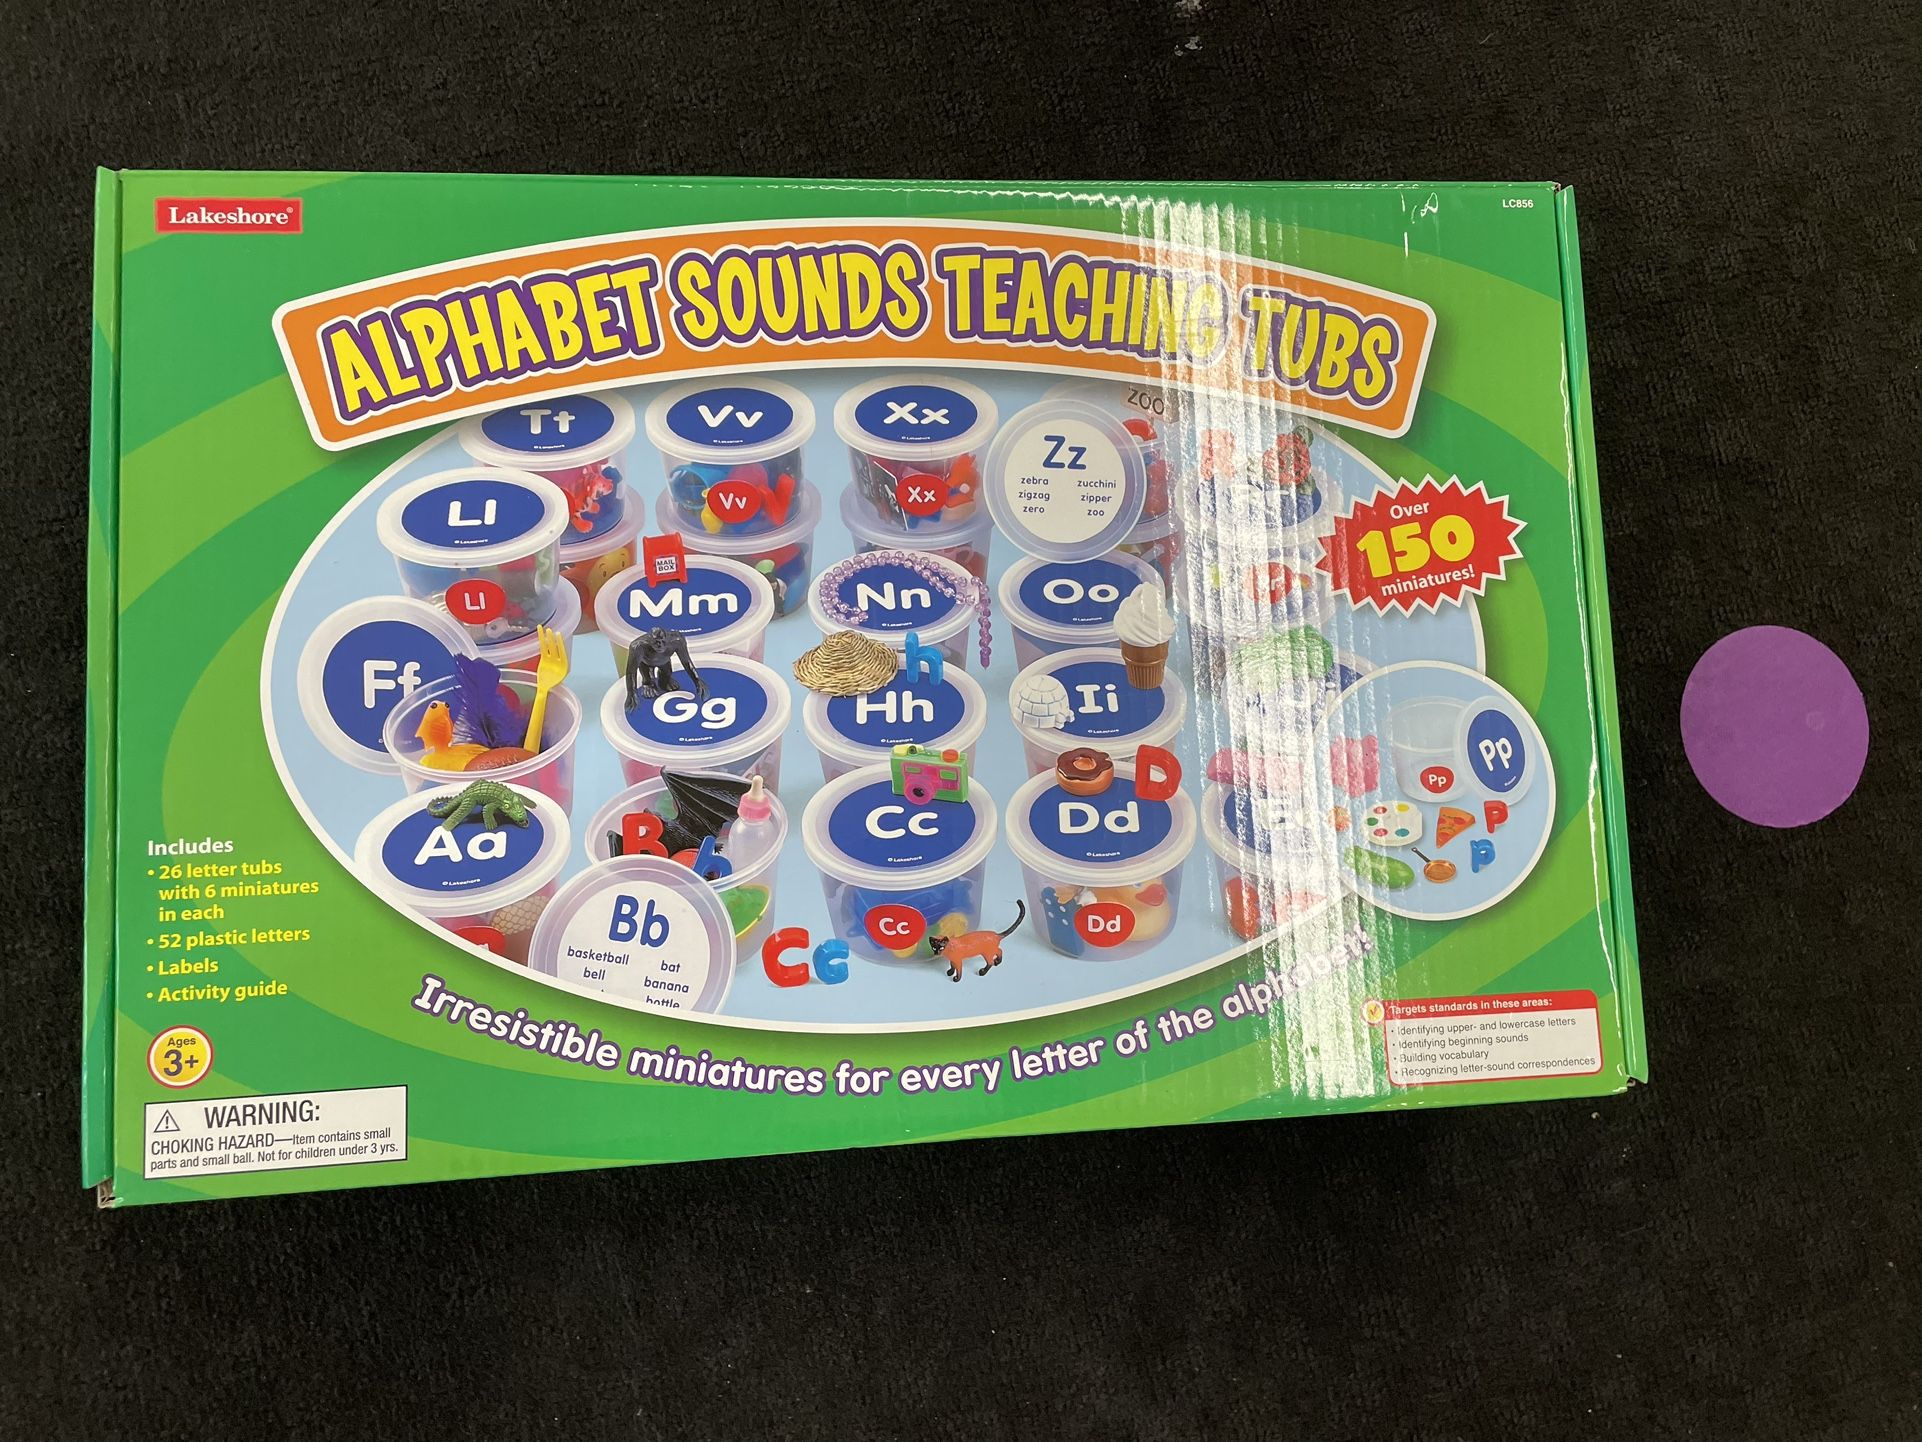 Lakeshore®
LC856
ALPHABET SOUNDS TEACHING TUBS
Tt
Vv
Xx
ZOO
Zz
zebra zucchini
zigzag zipper
zero zoo
Vv
Xx
Ll
Ll
Over
150
miniatures!
MAIL
BOX
Mm
Nn
Oo
Ff
Gg
Hh
h
Ii
Pp
Pp
P
p
Aa
B
b
Cc
Dd
D
Cc
Dd
Bb
basketball bat
bell banana
bottle
Cc
Includes
• 26 letter tubs
with 6 miniatures
in each
• 52 plastic letters
• Labels
• Activity guide
Irresistible miniatures for every letter of the alphabet!
Targets standards in these areas:
• Identifying upper- and lowercase letters
• Identifying beginning sounds
• Building vocabulary
• Recognizing letter-sound correspondences
Ages
3+
WARNING:
CHOKING HAZARD—Item contains small
parts and small ball. Not for children under 3 yrs.